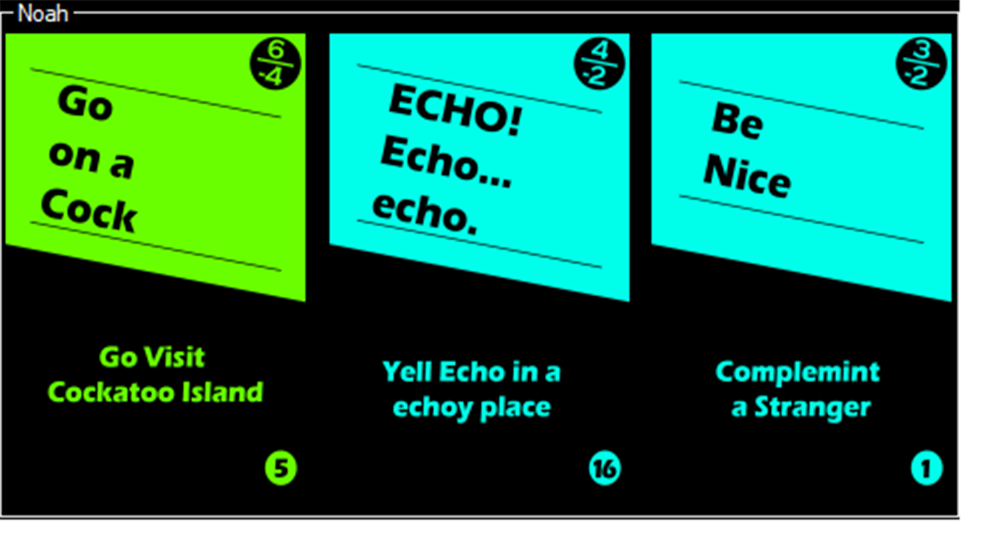 Noah
6
-4
Go
on a
Cock
Go Visit
Cockatoo Island
5
4
-2
ECHO!
Echo...
echo.
Yell Echo in a
echoy place
16
3
-2
Be
Nice
Complemint
a Stranger
1